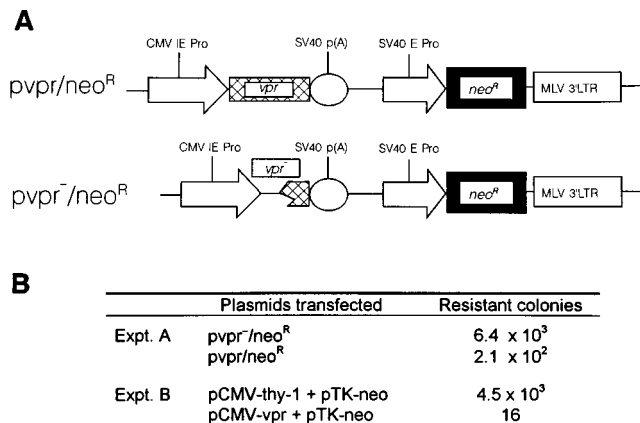 A
CMV IE Pro SV40 p(A) SV40 E Pro
pvpr/neoᴿ vpr neoᴿ MLV 3'LTR
CMV IE Pro vpr⁻ SV40 p(A) SV40 E Pro
pvpr⁻/neoᴿ neoᴿ MLV 3'LTR
B
Plasmids transfected Resistant colonies
Expt. A pvpr⁻/neoᴿ 6.4 x 10³
pvpr/neoᴿ 2.1 x 10²
Expt. B pCMV-thy-1 + pTK-neo 4.5 x 10³
pCMV-vpr + pTK-neo 16